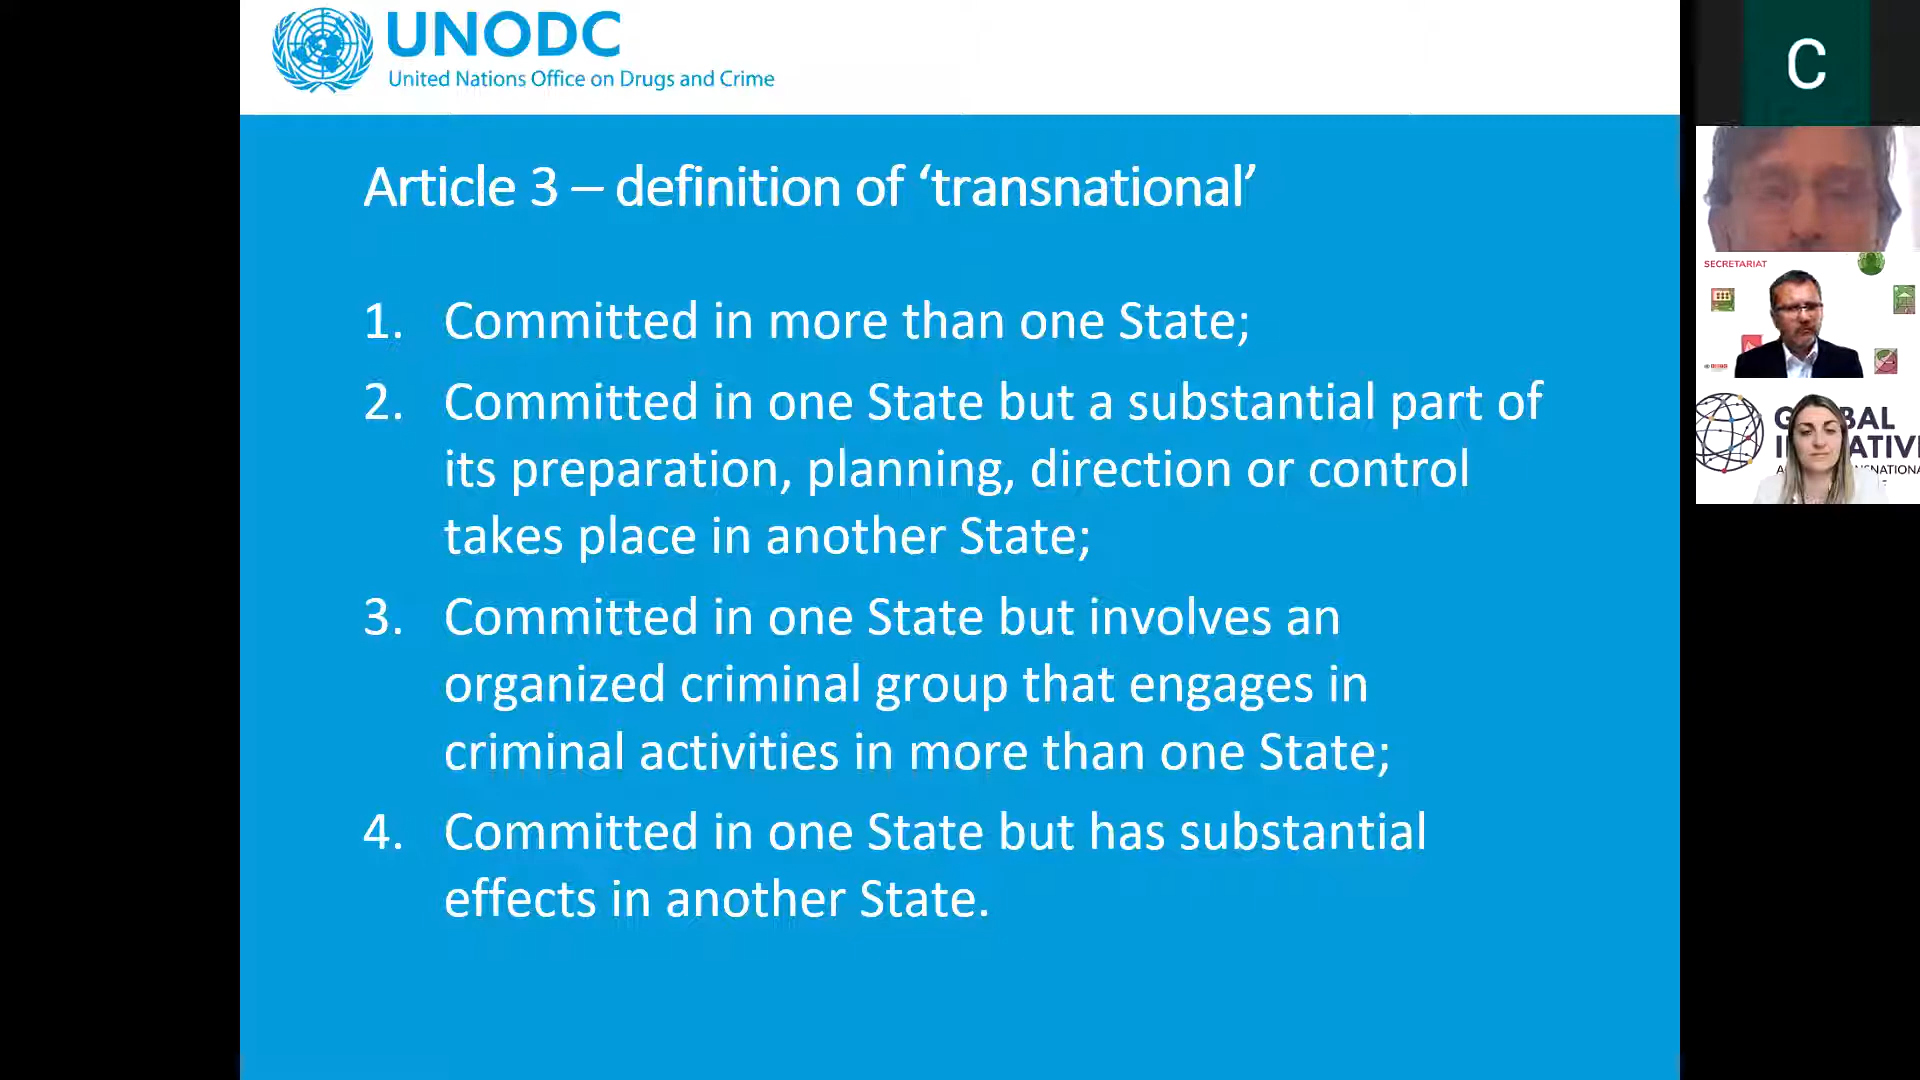 UNODC
United Nations Office on Drugs and Crime
Article 3 – definition of ‘transnational’
1. Committed in more than one State;
2. Committed in one State but a substantial part of
its preparation, planning, direction or control
takes place in another State;
3. Committed in one State but involves an
organized criminal group that engages in
criminal activities in more than one State;
4. Committed in one State but has substantial
effects in another State.
C
SECRETARIAT